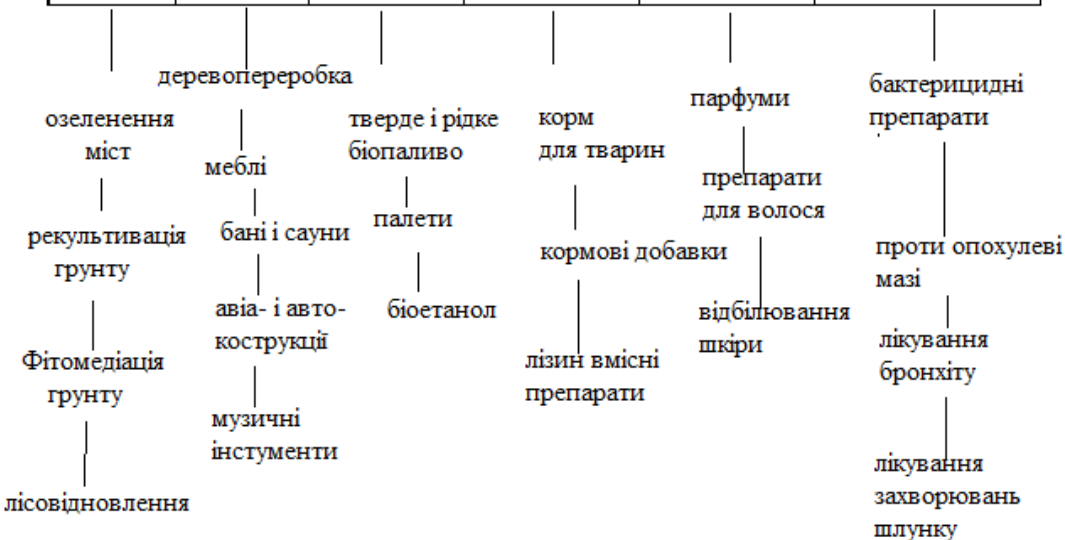 озеленення
міст
рекультивація
грунту
Фітомедіація
грунту
лісовідновлення
деревопереробка
меблі
бані і сауни
авіа- і авто-
кострукції
музичні
інстументи
тверде і рідке
біопаливо
палети
біоетанол
корм
для тварин
кормові добавки
лізин вмісні
препарати
парфуми
препарати
для волося
відбілювання
шкіри
бактерицидні
препарати
проти опохулеві
мазі
лікування
бронхіту
лікування
захворювань
шлунку